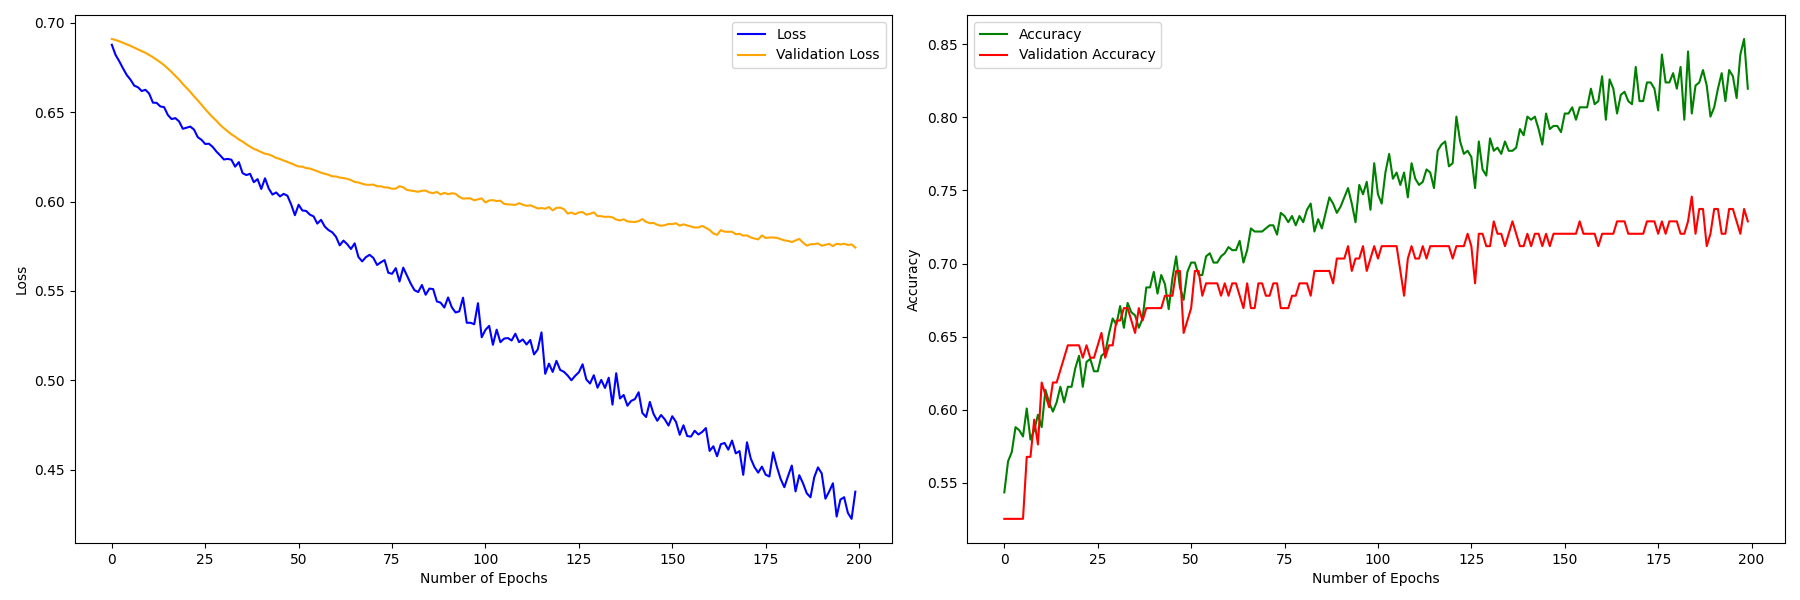 0.70
0.65
0.60
0.55
0.50
0.45
Loss
Loss
Validation Loss
0 25 50 75 100 125 150 175 200
Number of Epochs
0.85
0.80
0.75
0.70
0.65
0.60
0.55
Accuracy
Accuracy
Validation Accuracy
0 25 50 75 100 125 150 175 200
Number of Epochs